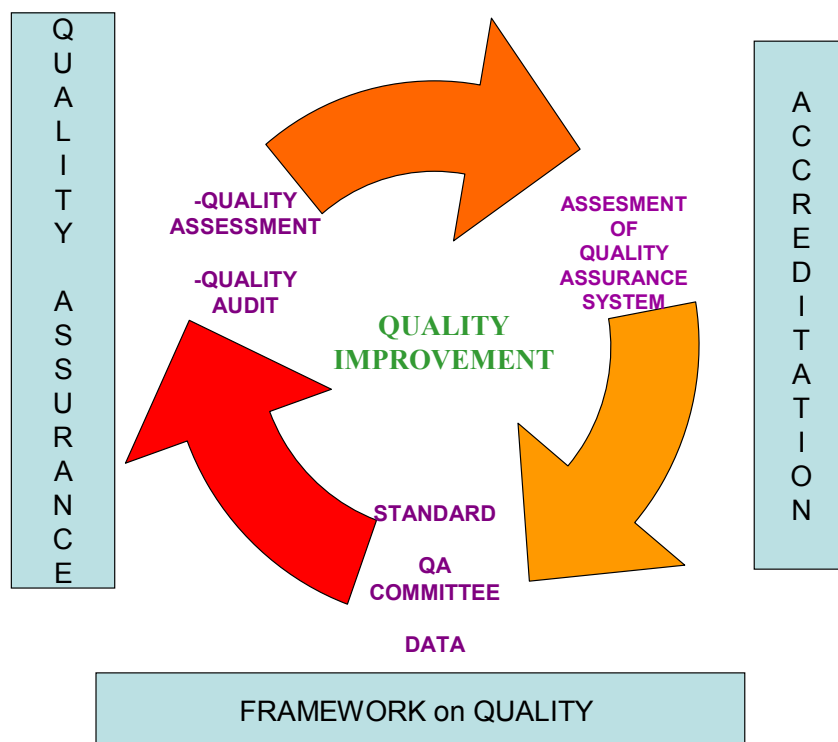 QUALITY ASSURANCE
-QUALITY
ASSESSMENT
-QUALITY
AUDIT
QUALITY
IMPROVEMENT
ASSESMENT
OF
QUALITY
ASSURANCE
SYSTEM
ACCREDITATION
STANDARD
QA
COMMITTEE
DATA
FRAMEWORK on QUALITY